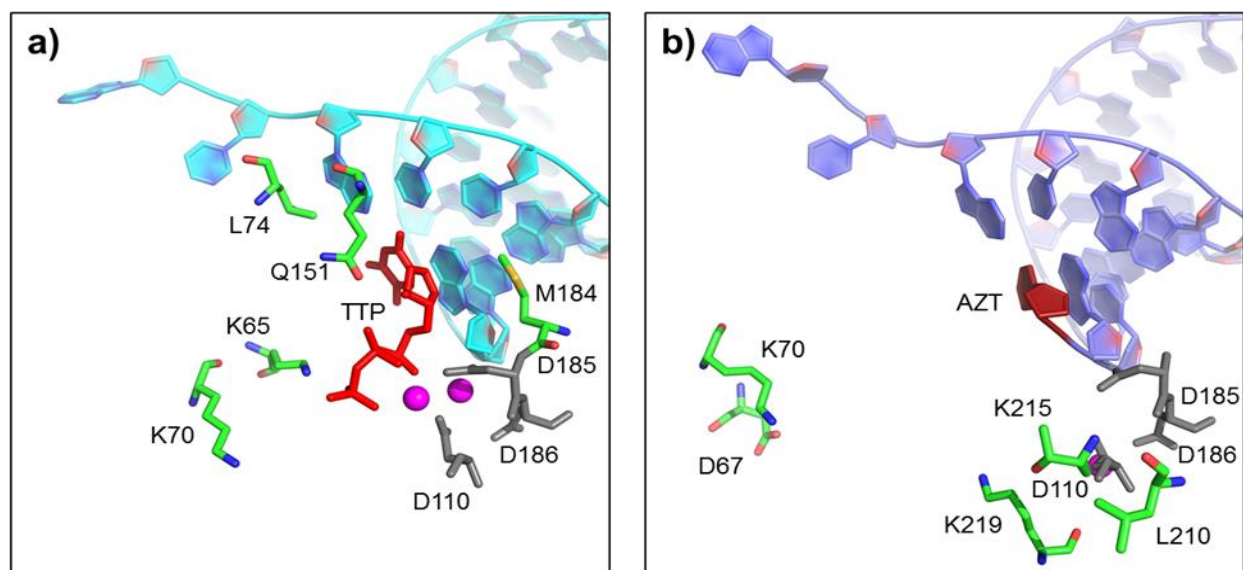 a)
L74
Q151
TTP
M184
K65
D185
K70
D186
D110
b)
AZT
K70
D185
K215
D186
D67
D110
K219
L210